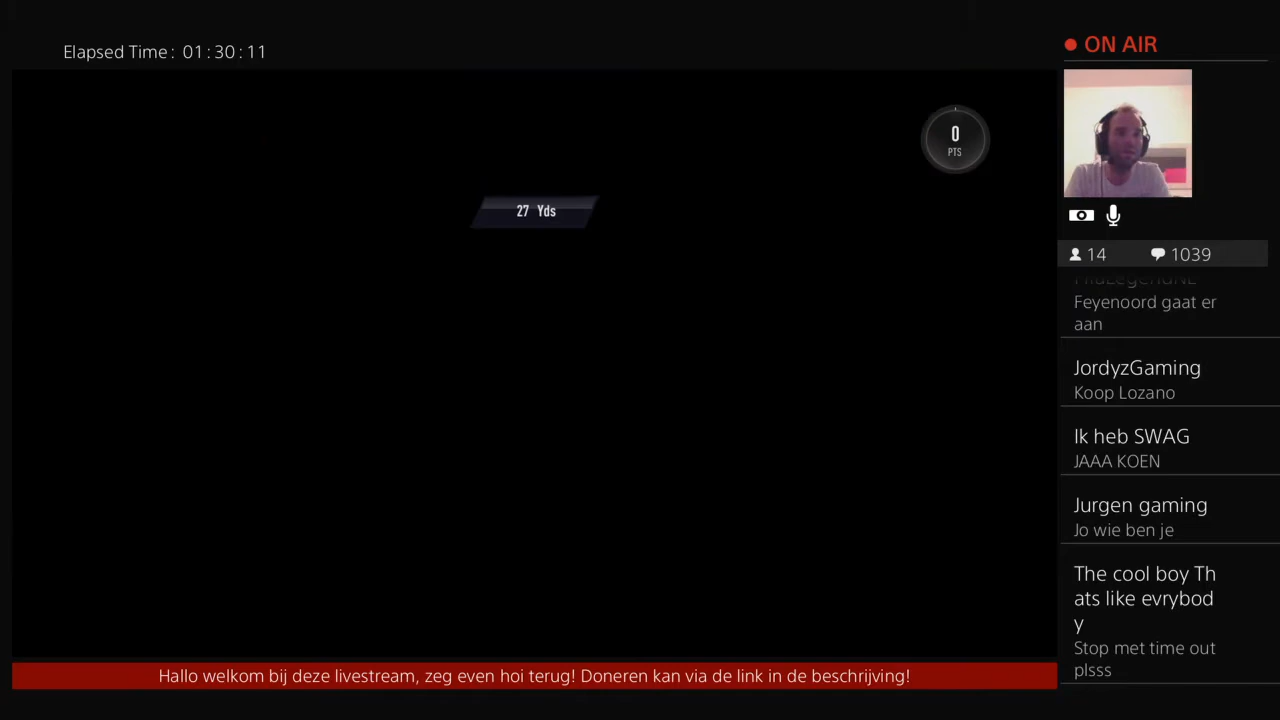 Elapsed Time: 01:30:11
ON AIR
0
PTS
27 Yds
14
1039
Feyenoord gaat er
aan
JordyzGaming
Koop Lozano
Ik heb SWAG
JAAA KOEN
Jurgen gaming
Jo wie ben je
The cool boy Th
ats like evrybod
y
Stop met time out
plsss
Hallo welkom bij deze livestream, zeg even hoi terug! Doneren kan via de link in de beschrijving!